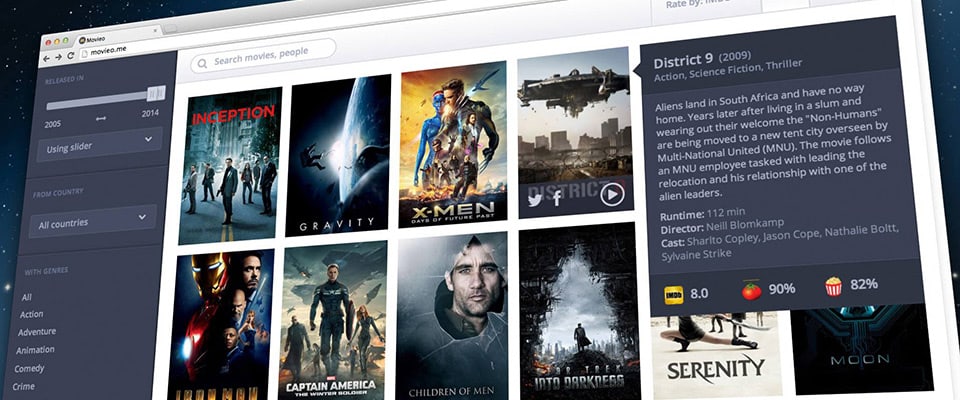 Movieo
movieo.me
Rate by: IMDb
RELEASED IN
2005
2014
Using slider
FROM COUNTRY
All countries
WITH GENRES
All
Action
Adventure
Animation
Comedy
Crime
Search movies, people
INCEPTION
GRAVITY
X-MEN
DAYS OF FUTURE PAST
DISTRIC
District 9 (2009)
Action, Science Fiction, Thriller
Aliens land in South Africa and have no way
home. Years later after living in a slum and
wearing out their welcome the "Non-Humans"
are being moved to a new tent city overseen by
Multi-National United (MNU). The movie follows
an MNU employee tasked with leading the
relocation and his relationship with one of the
alien leaders.
Runtime: 112 min
Director: Neill Blomkamp
Cast: Sharlto Copley, Jason Cope, Nathalie Boltt,
Sylvaine Strike
IMDb 8.0
90%
82%
IRON MAN
MARVEL
CAPTAIN AMERICA
THE WINTER SOLDIER
CHILDREN OF MEN
STAR TREK
INTO DARKNESS
SERENITY
MOON